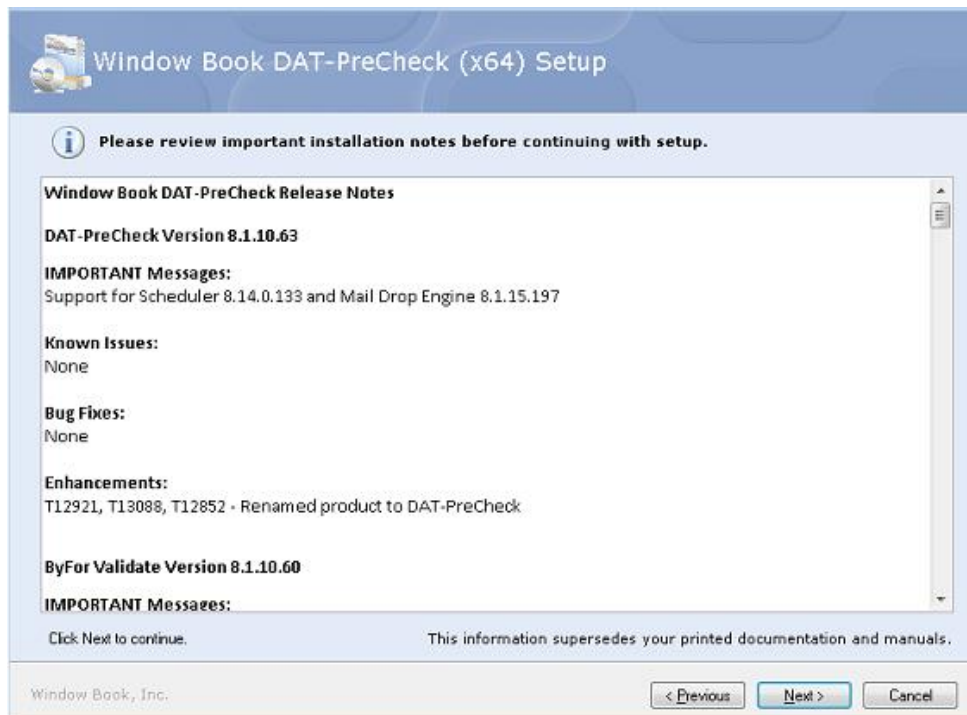 Window Book DAT-PreCheck (x64) Setup
Please review important installation notes before continuing with setup.
Window Book DAT-PreCheck Release Notes
DAT-PreCheck Version 8.1.10.63
IMPORTANT Messages:
Support for Scheduler 8.14.0.133 and Mail Drop Engine 8.1.15.197
Known Issues:
None
Bug Fixes:
None
Enhancements:
T12921, T13088, T12852 - Renamed product to DAT-PreCheck
ByFor Validate Version 8.1.10.60
IMPORTANT Messages:
Click Next to continue.
This information supersedes your printed documentation and manuals.
Window Book, Inc.
< Previous
Next >
Cancel